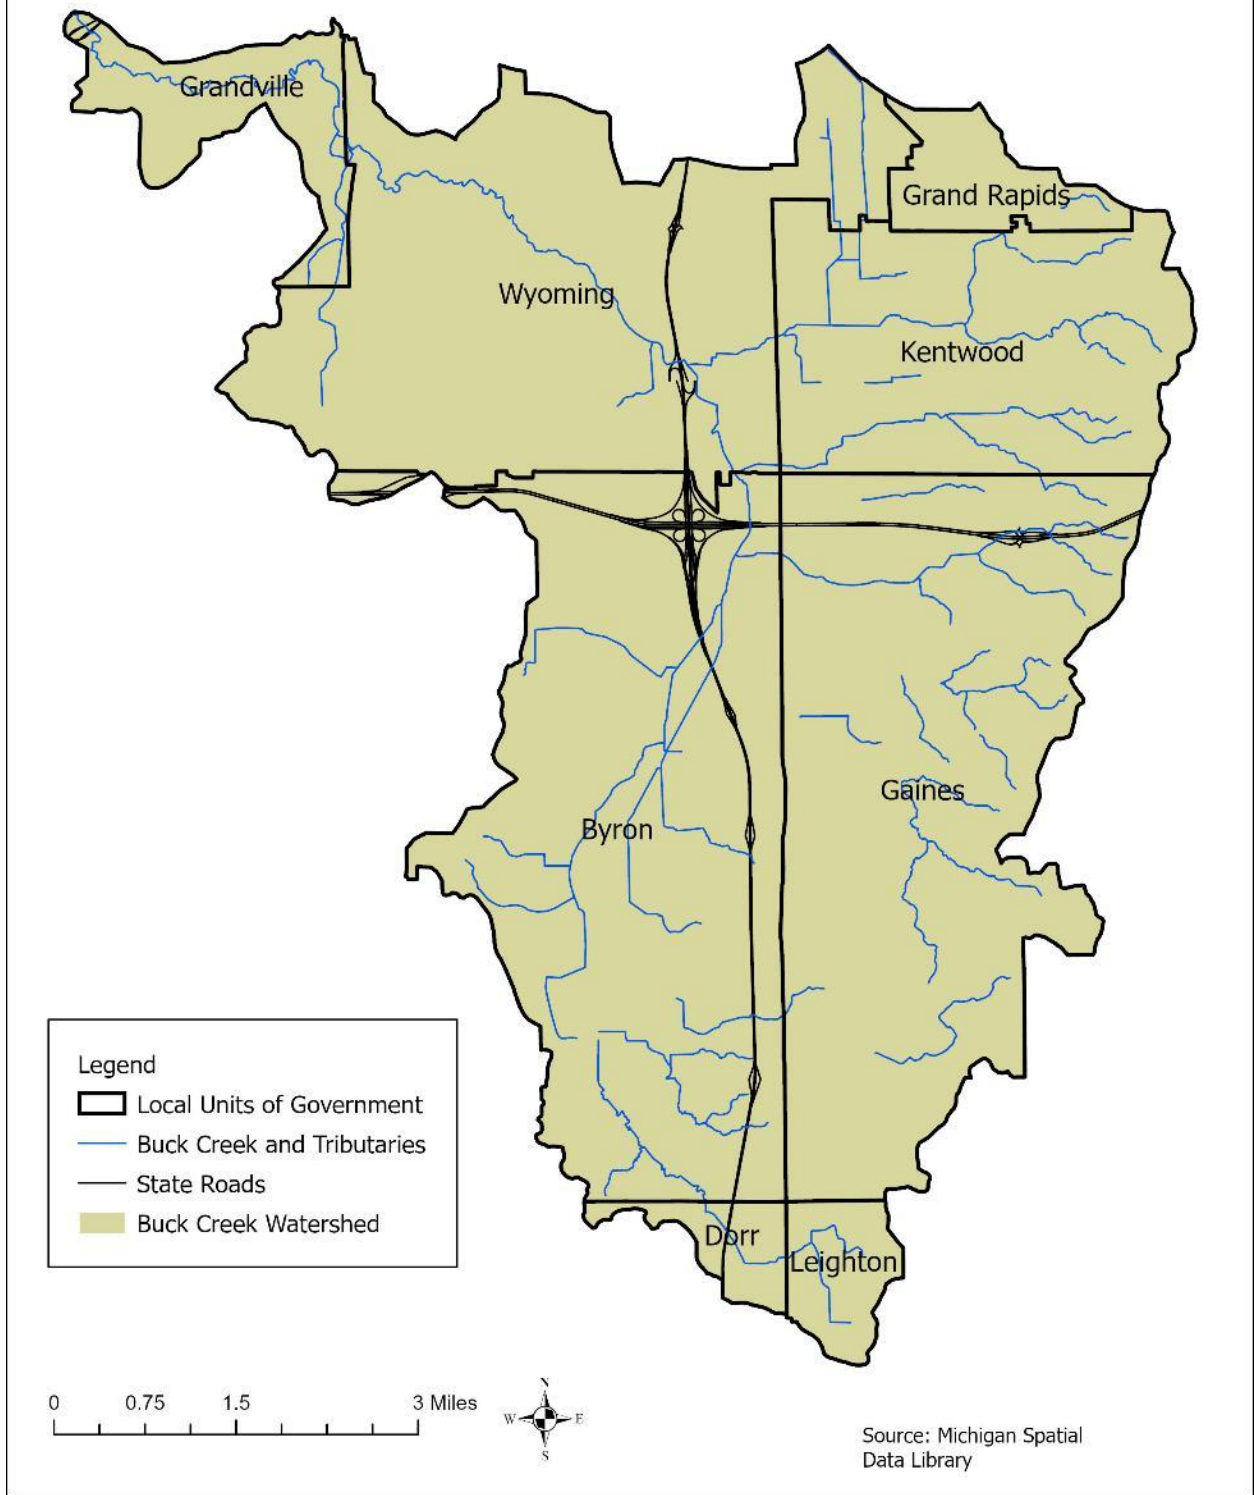 Grandville
Grand Rapids
Wyoming
Kentwood
Gaines
Byron
Legend
Local Units of Government
Buck Creek and Tributaries
State Roads
Buck Creek Watershed
Dorr
Leighton
0 0.75 1.5 3 Miles
N
W E
S
Source: Michigan Spatial
Data Library